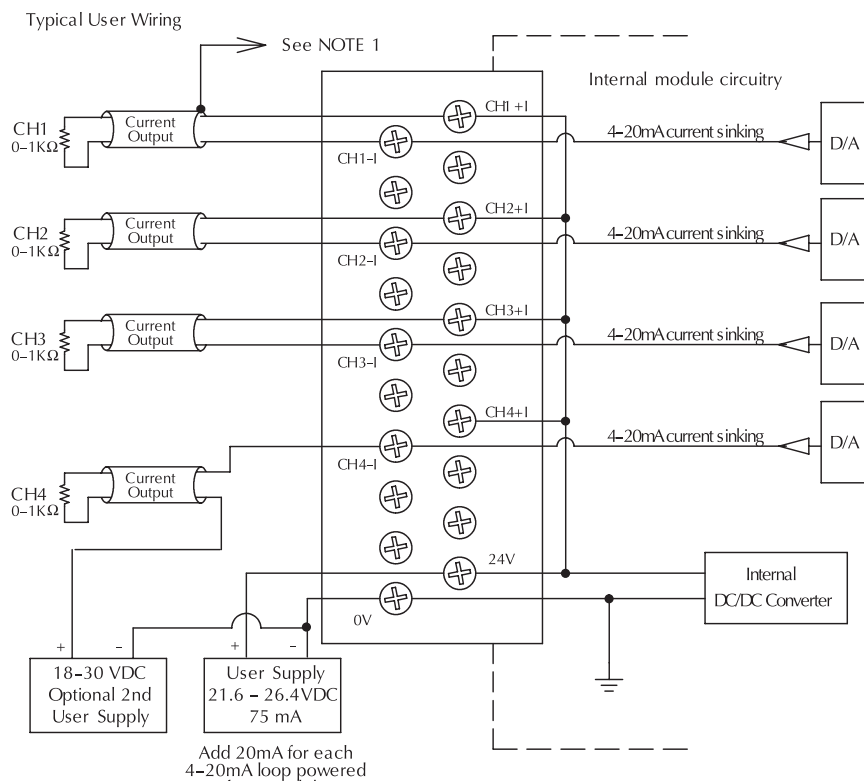 Typical User Wiring
See NOTE 1
Internal module circuitry
CH1
0–1KΩ
Current
Output
CH1 +I
CH1–I
4–20mA current sinking
D/A
CH2
0–1KΩ
Current
Output
CH2+I
CH2–I
4–20mA current sinking
D/A
CH3
0–1KΩ
Current
Output
CH3+I
CH3–I
4–20mA current sinking
D/A
CH4+I
CH4–I
4–20mA current sinking
D/A
CH4
0–1KΩ
Current
Output
24V
0V
Internal
DC/DC Converter
+ –
18–30 VDC
Optional 2nd
User Supply
+ –
User Supply
21.6 – 26.4VDC
75 mA
Add 20mA for each
4–20mA loop powered